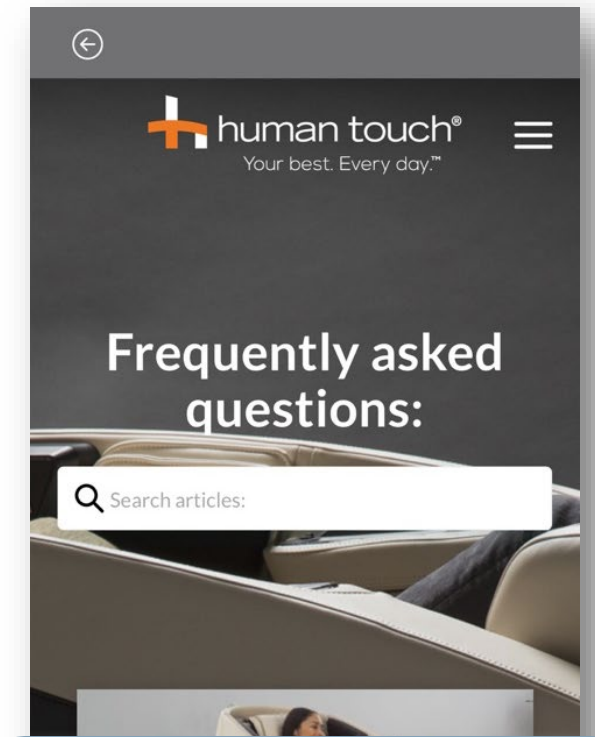 human touch®
Your best. Every day.™
Frequently asked
questions:
Search articles: